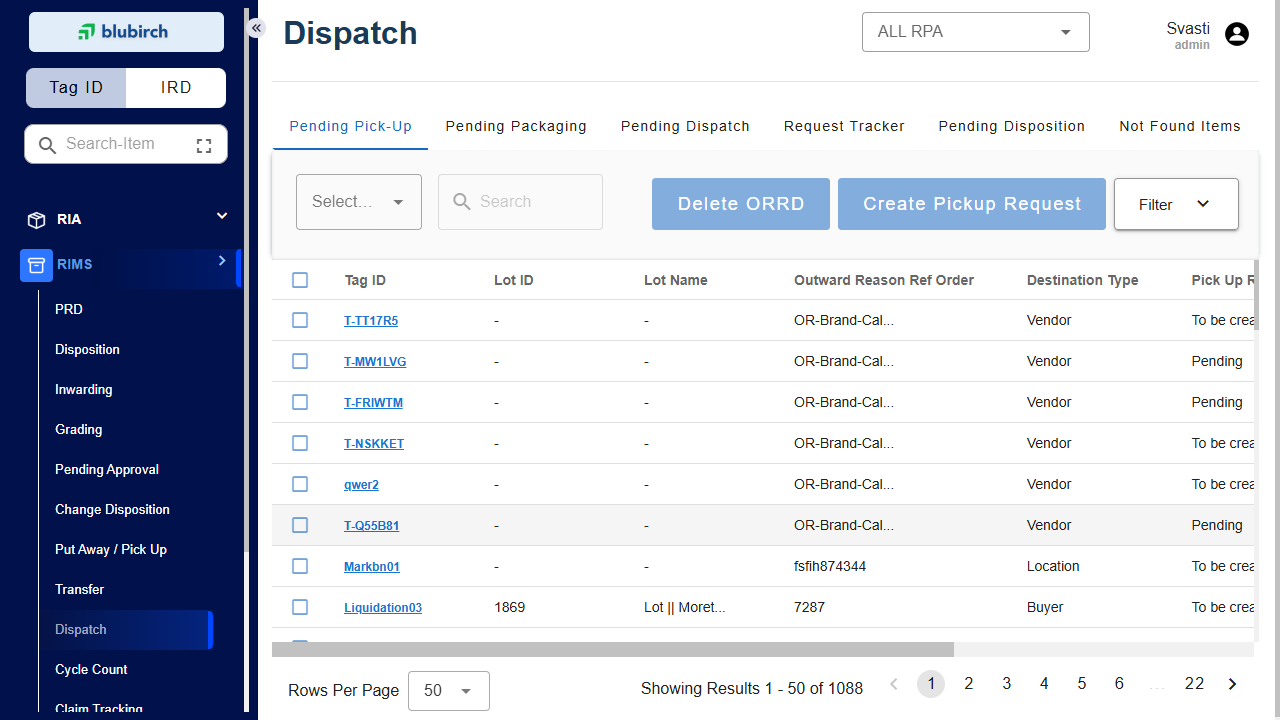 blubirch
Tag ID IRD
Search-Item
RIA
RIMS
PRD
Disposition
Inwarding
Grading
Pending Approval
Change Disposition
Put Away / Pick Up
Transfer
Dispatch
Cycle Count
Claim Tracking
Dispatch
ALL RPA
Svasti
admin
Pending Pick-Up Pending Packaging Pending Dispatch Request Tracker Pending Disposition Not Found Items
Select... Search Delete ORRD Create Pickup Request Filter
Tag ID Lot ID Lot Name Outward Reason Ref Order Destination Type Pick Up R
T-TT17R5 - - OR-Brand-Cal... Vendor To be crea
T-MW1LVG - - OR-Brand-Cal... Vendor Pending
T-FRIWTM - - OR-Brand-Cal... Vendor Pending
T-NSKKET - - OR-Brand-Cal... Vendor To be crea
qwer2 - - OR-Brand-Cal... Vendor To be crea
T-Q55B81 - - OR-Brand-Cal... Vendor Pending
Markbn01 - - fsfih874344 Location To be crea
Liquidation03 1869 Lot || Moret... 7287 Buyer To be crea
Rows Per Page 50 Showing Results 1 - 50 of 1088 1 2 3 4 5 6 ... 22